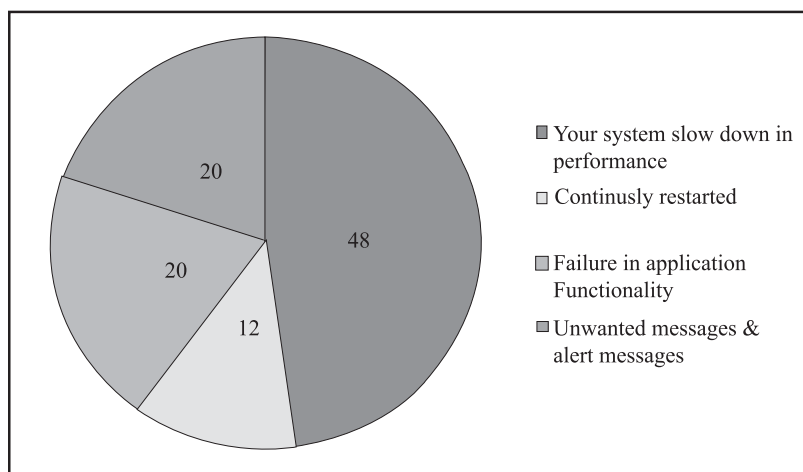 20
48
20
12
Your system slow down in
performance
Continusly restarted
Failure in application
Functionality
Unwanted messages &
alert messages